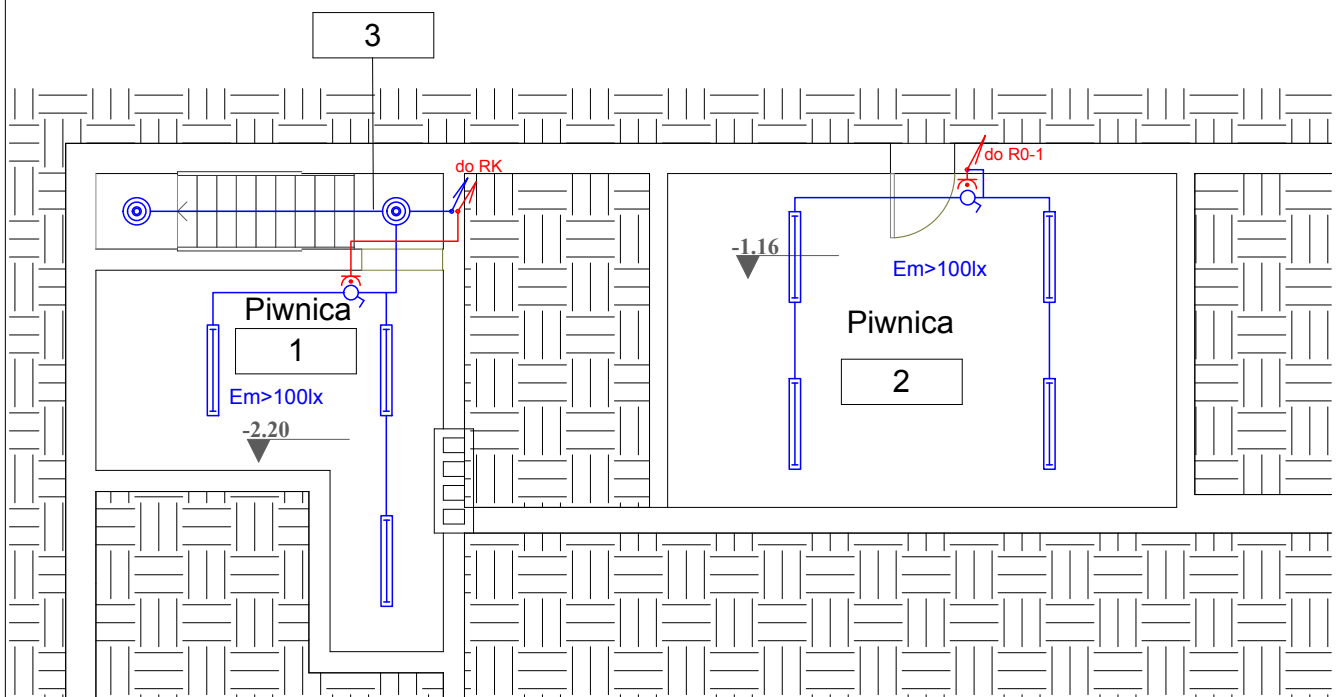 3
do RK
do R0-1
-1.16
Em>100lx
Piwnica
1
Em>100lx
-2.20
Piwnica
2